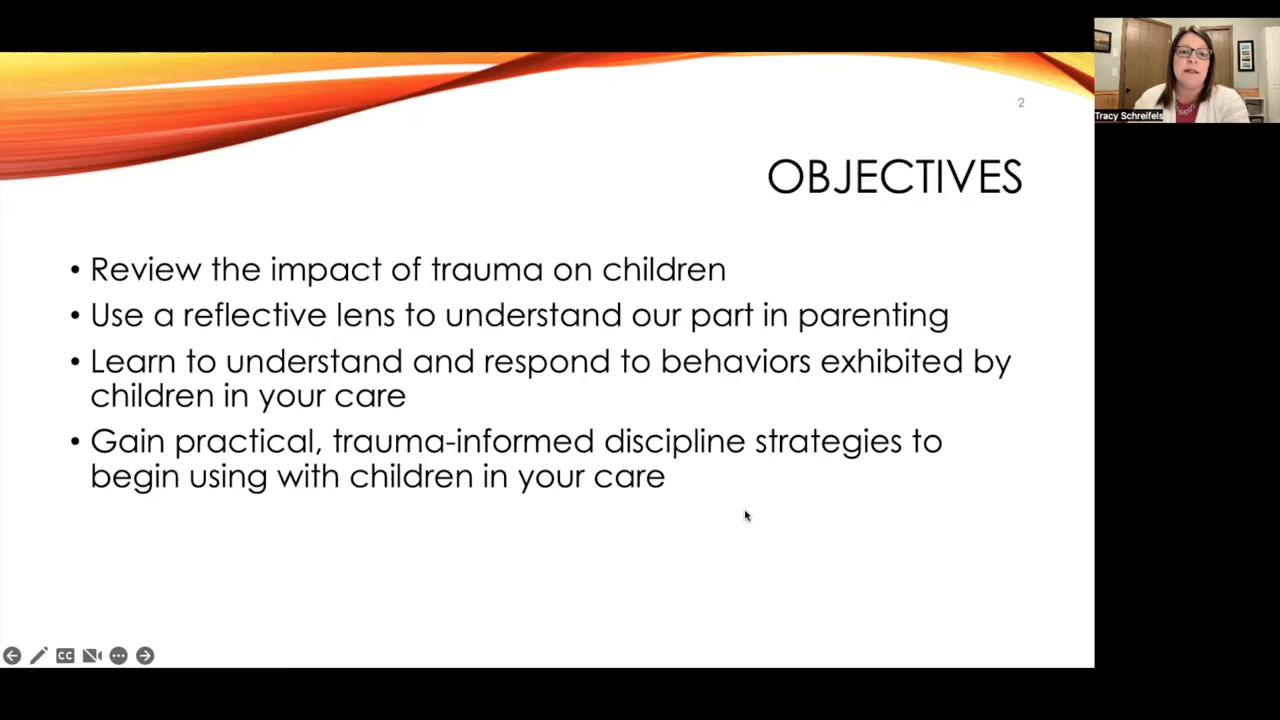 2
Tracy Schreifels
OBJECTIVES
• Review the impact of trauma on children
• Use a reflective lens to understand our part in parenting
• Learn to understand and respond to behaviors exhibited by
children in your care
• Gain practical, trauma-informed discipline strategies to
begin using with children in your care
CC